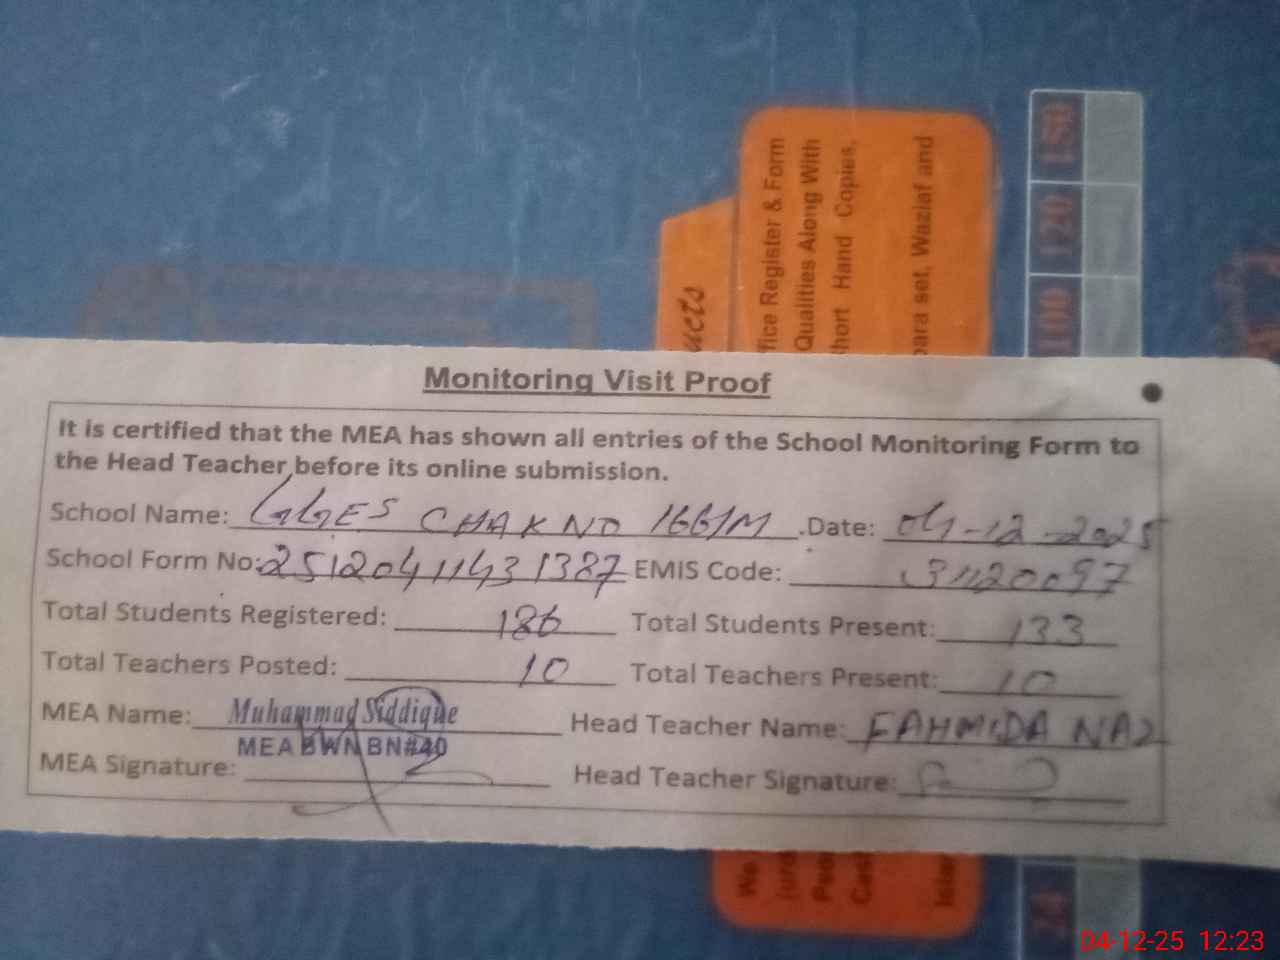 ucts
fice Register & Form
Qualities Along With
hort Hand Copies,
para set, Waziaf and
150
120
100
Monitoring Visit Proof
It is certified that the MEA has shown all entries of the School Monitoring Form to
the Head Teacher before its online submission.
School Name: GGES CHAK NO 166/M .Date: 04-12-2025
School Form No: 25120411431387 EMIS Code: 31120097
Total Students Registered: 186 Total Students Present: 133
Total Teachers Posted: 10 Total Teachers Present: 10
MEA Name: Muhammad Siddique Head Teacher Name: FAHMIDA NAZ
MEA BWN BN#40
MEA Signature: Head Teacher Signature:
We
24
04-12-25 12:23